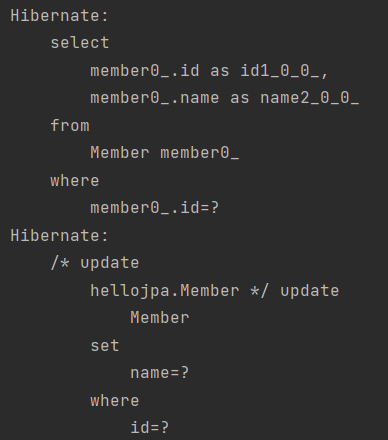 Hibernate:
    select
        member0_.id as id1_0_0_,
        member0_.name as name2_0_0_
    from
        Member member0_
    where
        member0_.id=?
Hibernate:
    /* update
        hellojpa.Member */ update
            Member
        set
            name=?
        where
            id=?